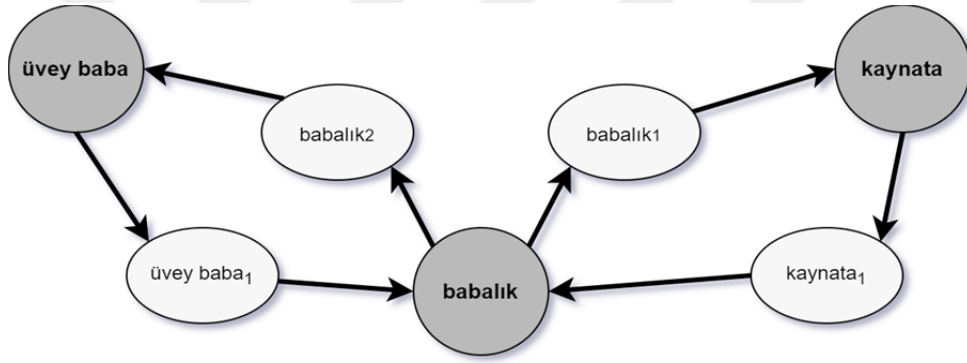 üvey baba
kaynata
babalık2
babalık1
üvey baba1
babalık
kaynata1